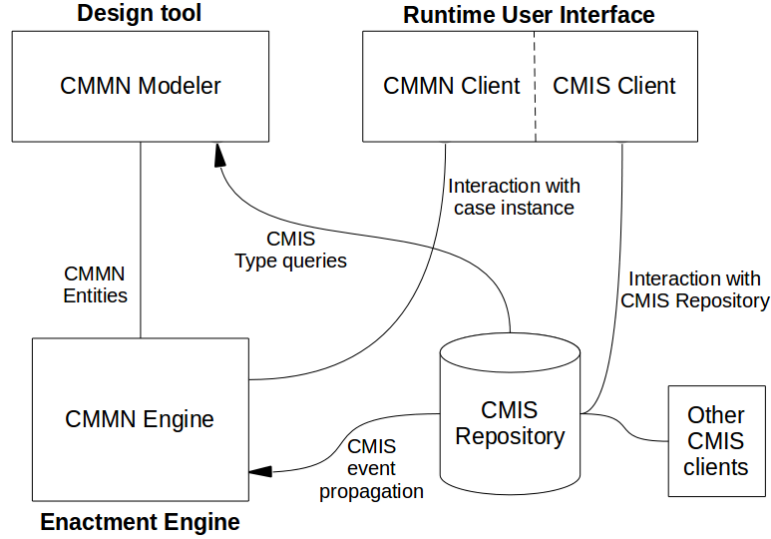 Design tool
Runtime User Interface
CMMN Modeler
CMMN Client
CMIS Client
Interaction with
case instance
CMIS
Type queries
CMMN
Entities
Interaction with
CMIS Repository
CMMN Engine
CMIS
Repository
Other
CMIS
clients
CMIS
event
propagation
Enactment Engine